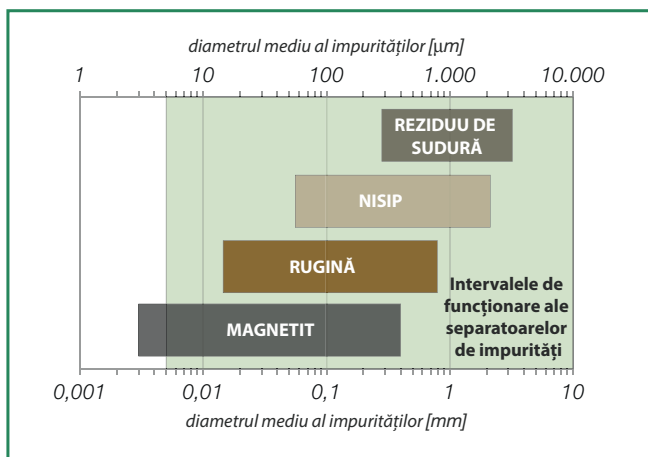 diametrul mediu al impurităților [μm]
1 10 100 1.000 10.000
REZIDUU DE
SUDURĂ
NISIP
RUGINĂ
MAGNETIT
Intervalele de
funcționare ale
separatoarelor
de impurități
0,001 0,01 0,1 1 10
diametrul mediu al impurităților [mm]